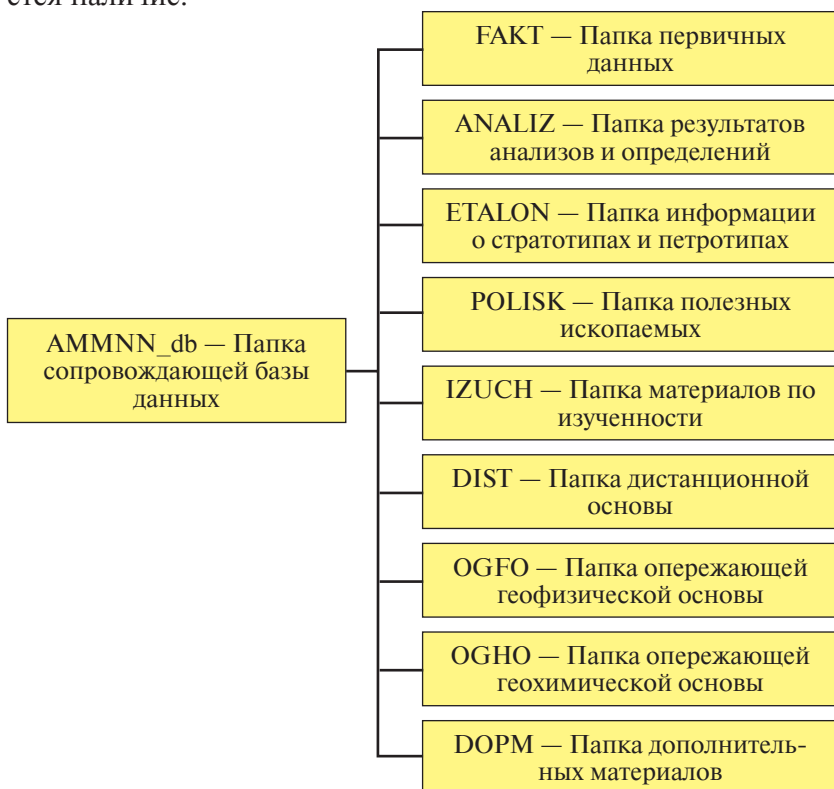 ется наличие:
FAKT — Папка первичных
данных
ANALIZ — Папка результатов
анализов и определений
ETALON — Папка информации
о стратотипах и петротипах
POLISK — Папка полезных
ископаемых
AMMNN_db — Папка
сопровождающей базы
данных
IZUCH — Папка материалов по
изученности
DIST — Папка дистанционной
основы
OGFO — Папка опережающей
геофизической основы
OGHO — Папка опережающей
геохимической основы
DOPM — Папка дополнитель-
ных материалов